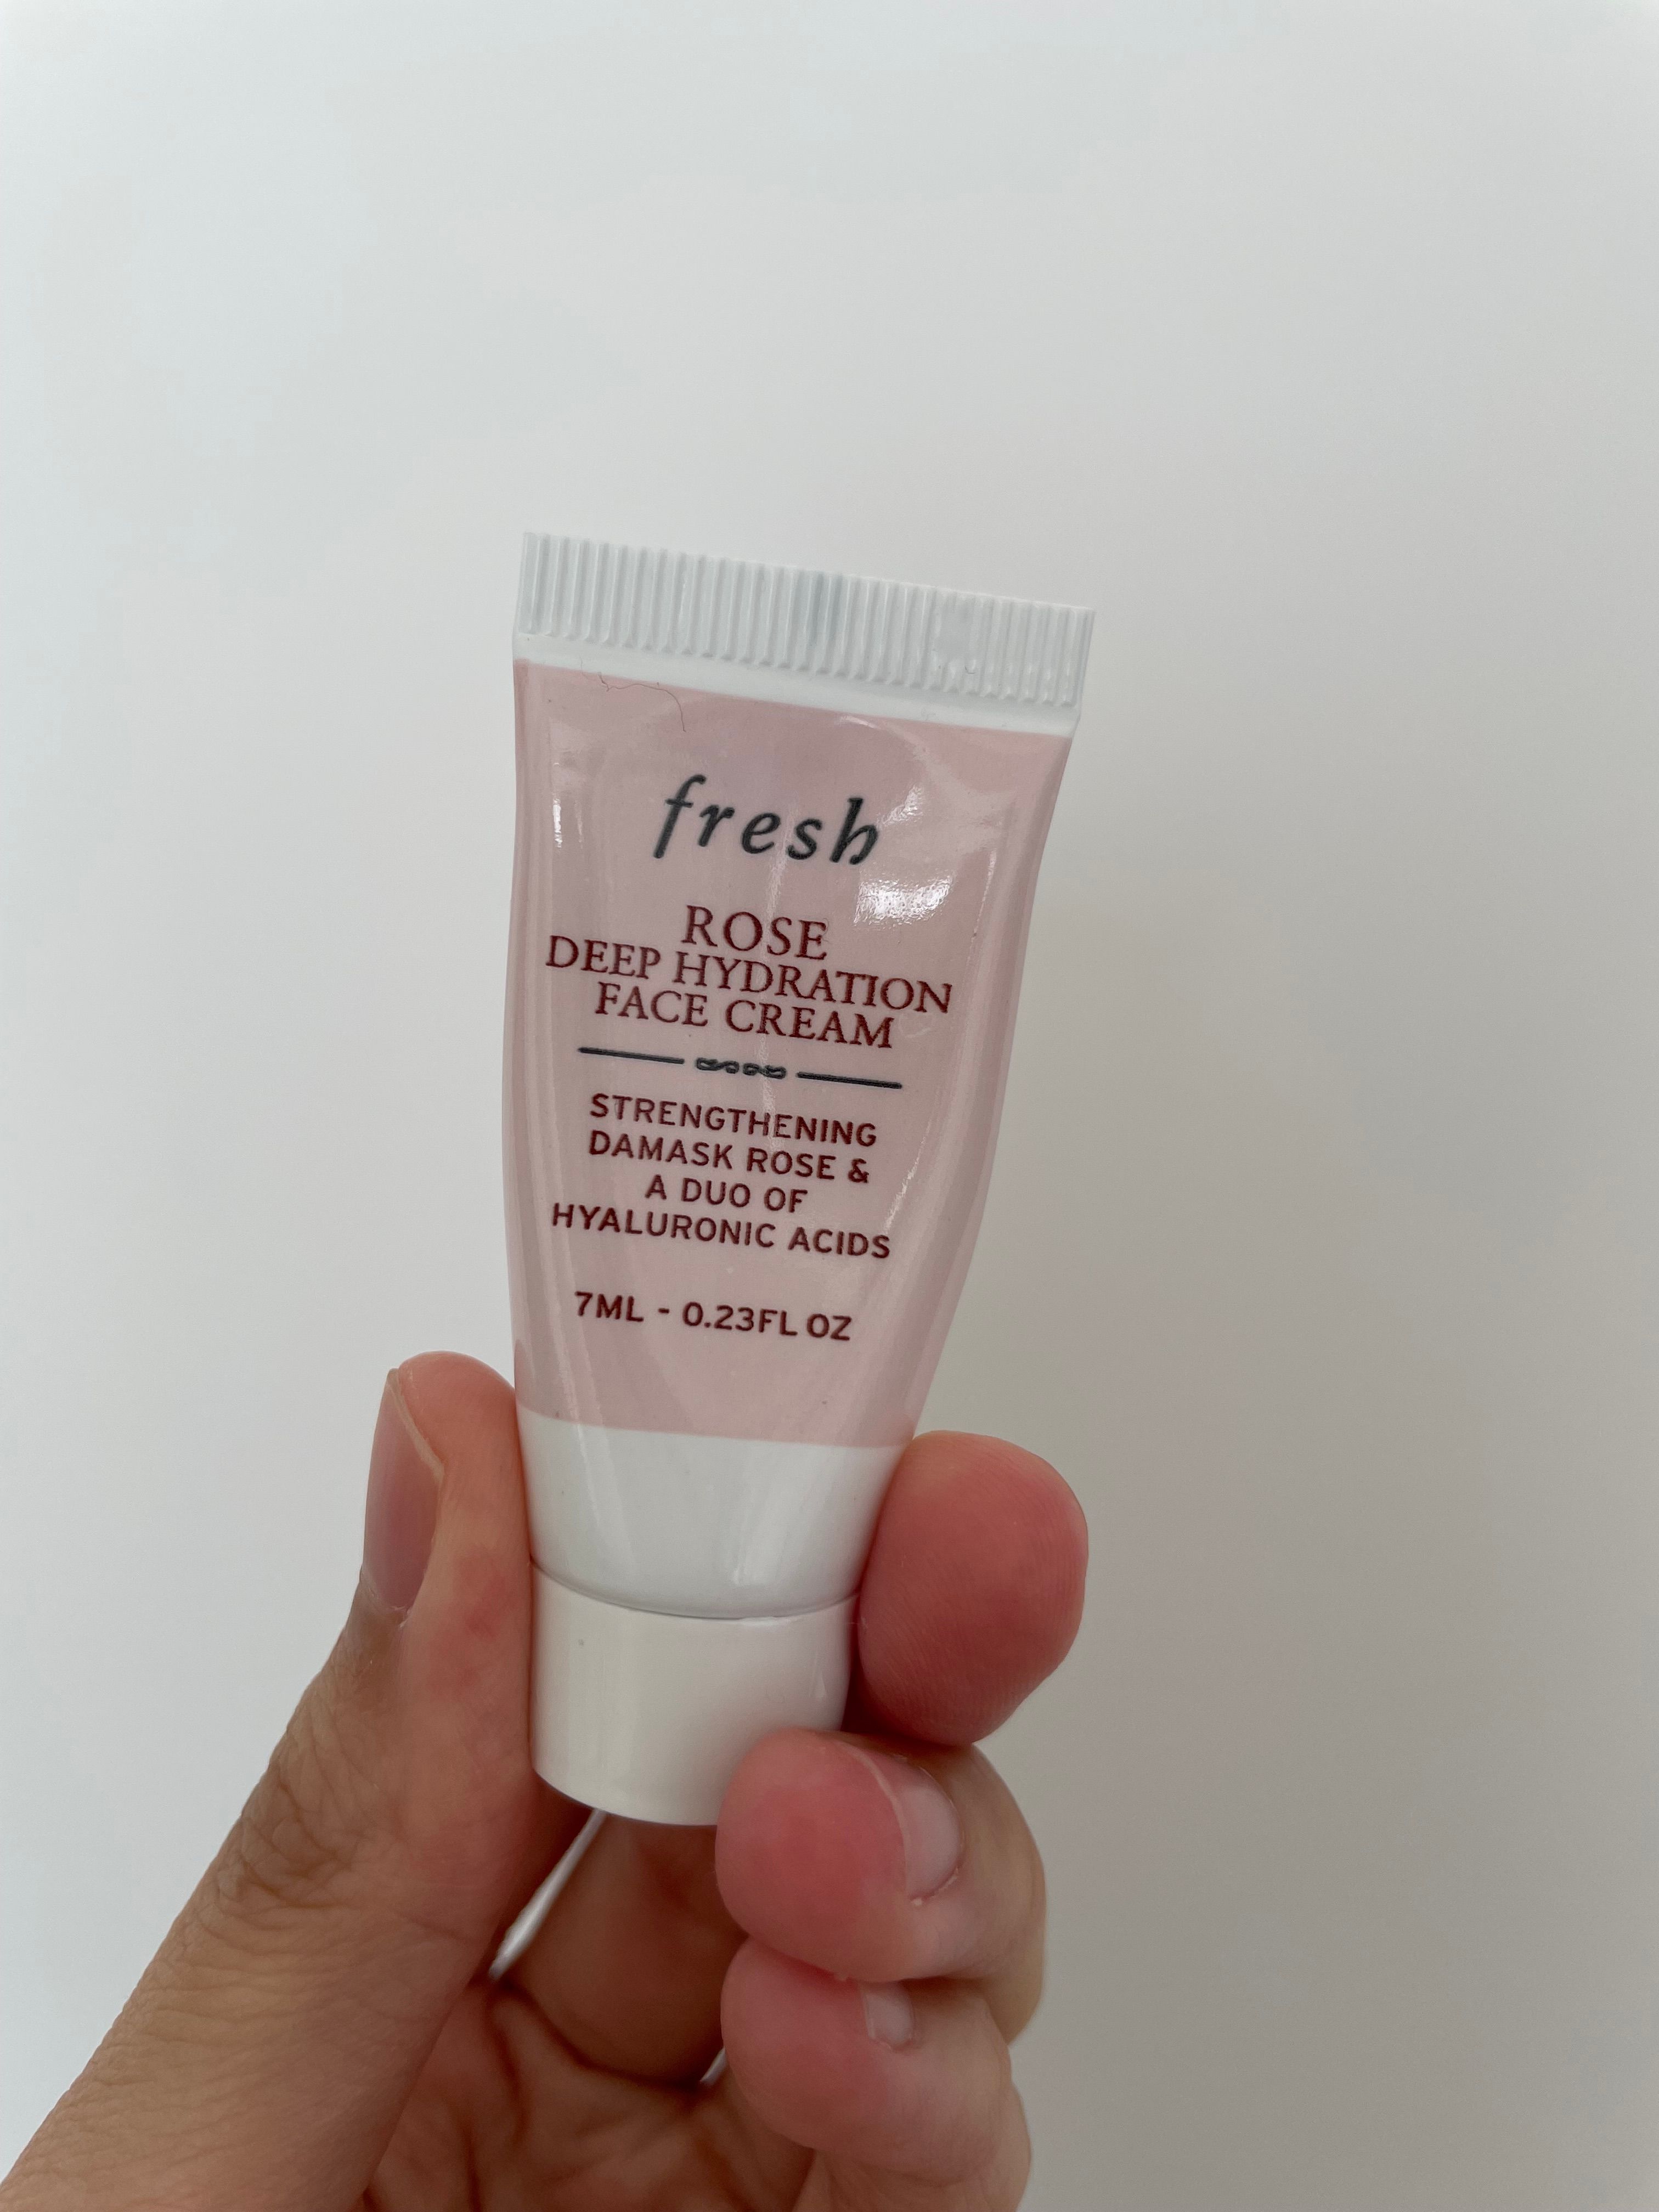 fresh
ROSE
DEEP HYDRATION
FACE CREAM
STRENGTHENING
DAMASK ROSE &
A DUO OF
HYALURONIC ACIDS
7ML - 0.23FL OZ